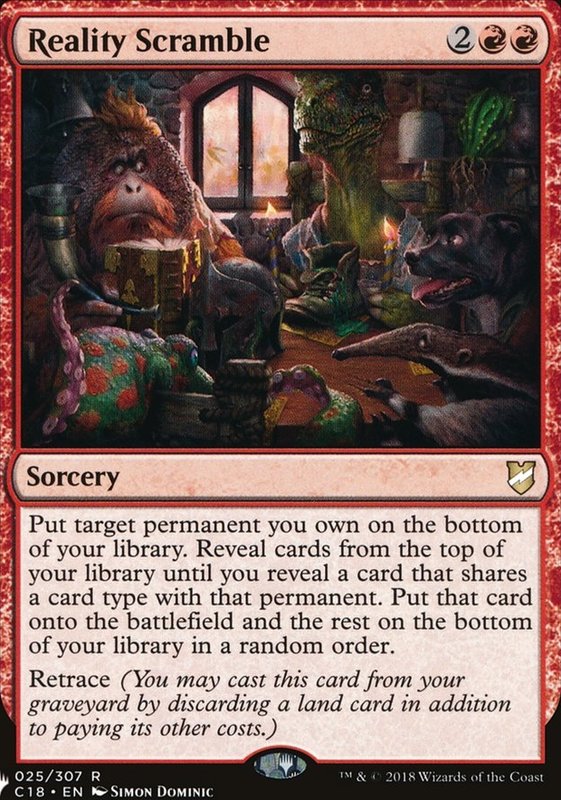 Reality Scramble 2
Sorcery
Put target permanent you own on the bottom
of your library. Reveal cards from the top of
your library until you reveal a card that shares
a card type with that permanent. Put that card
onto the battlefield and the rest on the bottom
of your library in a random order.
Retrace (You may cast this card from your
graveyard by discarding a land card in addition
to paying its other costs.)
025/307 R
C18 • EN SIMON DOMINIC
™ & © 2018 Wizards of the Coast